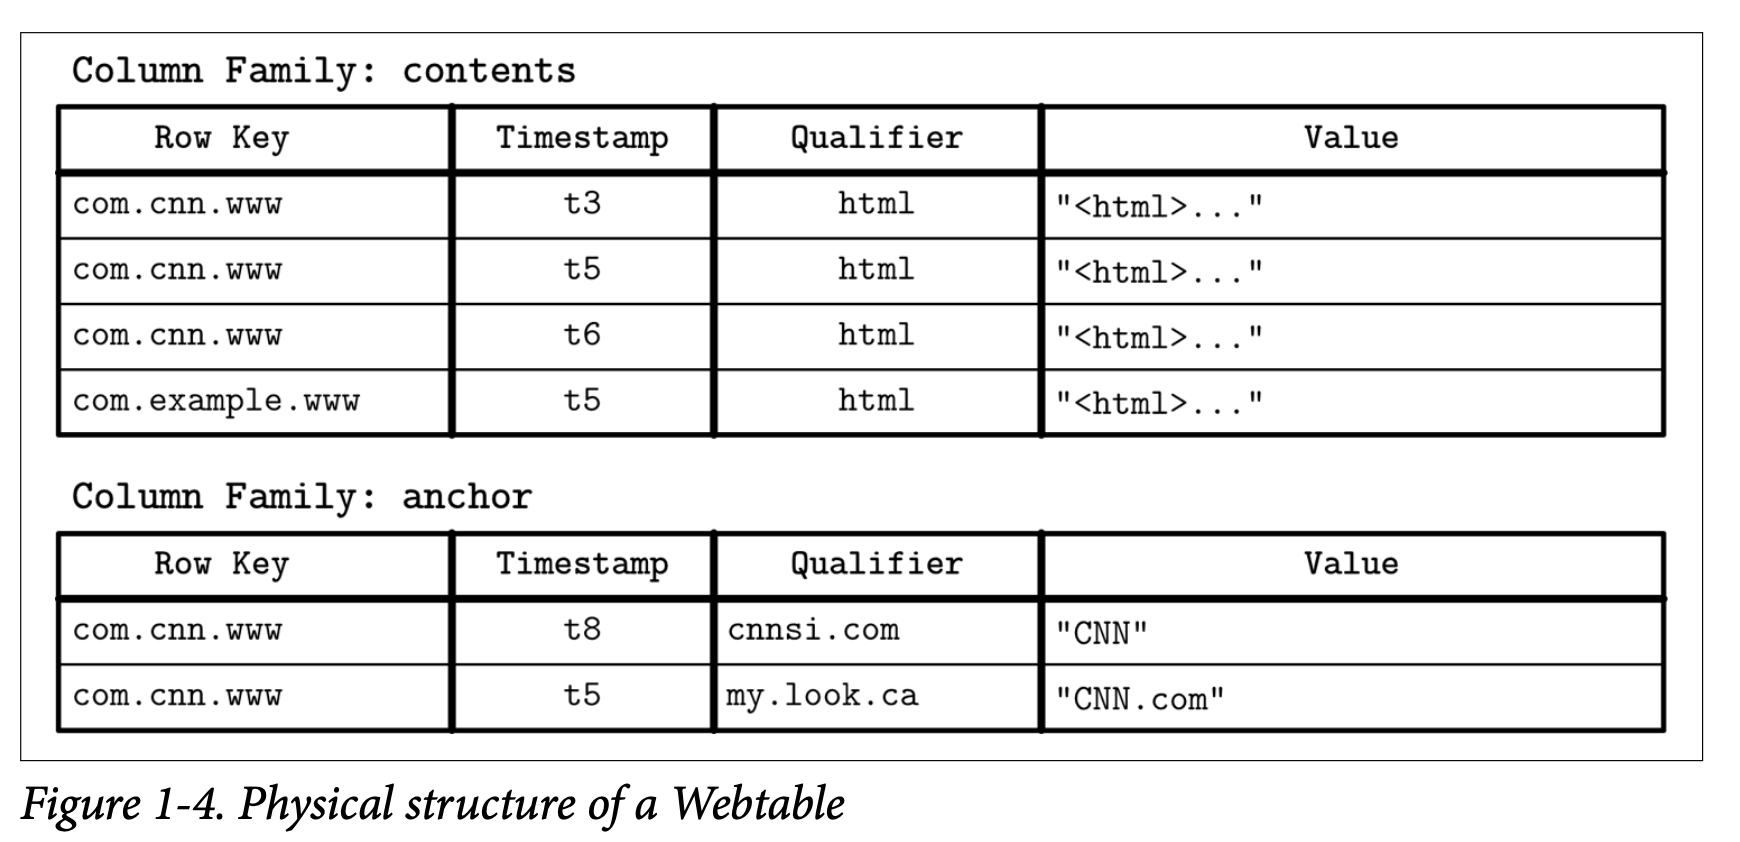 Column Family: contents
Row Key Timestamp Qualifier Value
com.cnn.www t3 html "<html>..."
com.cnn.www t5 html "<html>..."
com.cnn.www t6 html "<html>..."
com.example.www t5 html "<html>..."
Column Family: anchor
Row Key Timestamp Qualifier Value
com.cnn.www t8 cnnsi.com "CNN"
com.cnn.www t5 my.look.ca "CNN.com"
Figure 1-4. Physical structure of a Webtable